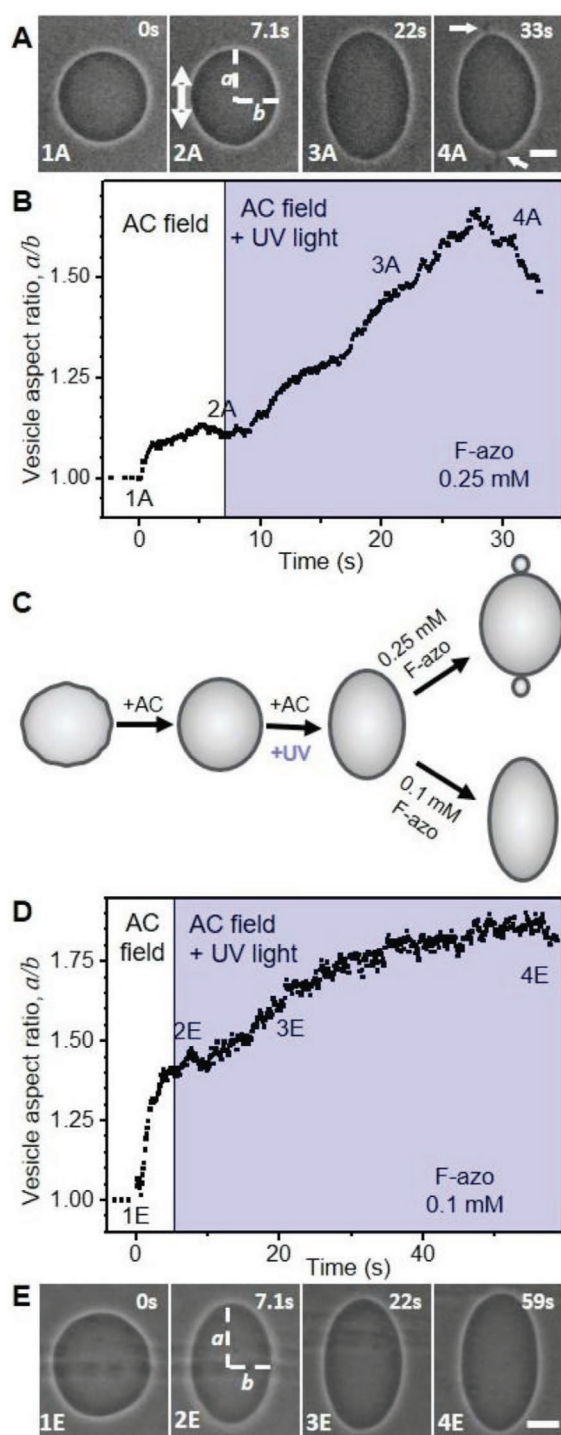 A
0s
7.1s
22s
33s
a
b
1A
2A
3A
4A
B
AC field
AC field
+ UV light
4A
3A
2A
1A
F-azo
0.25 mM
1.50
1.25
1.00
Vesicle aspect ratio, a/b
0
10
20
30
Time (s)
C
+AC
+AC
+UV
0.25 mM
F-azo
0.1 mM
F-azo
D
AC
field
AC field
+ UV light
2E
3E
4E
1E
F-azo
0.1 mM
1.75
1.50
1.25
1.00
Vesicle aspect ratio, a/b
0
20
40
Time (s)
E
0s
7.1s
22s
59s
a
b
1E
2E
3E
4E